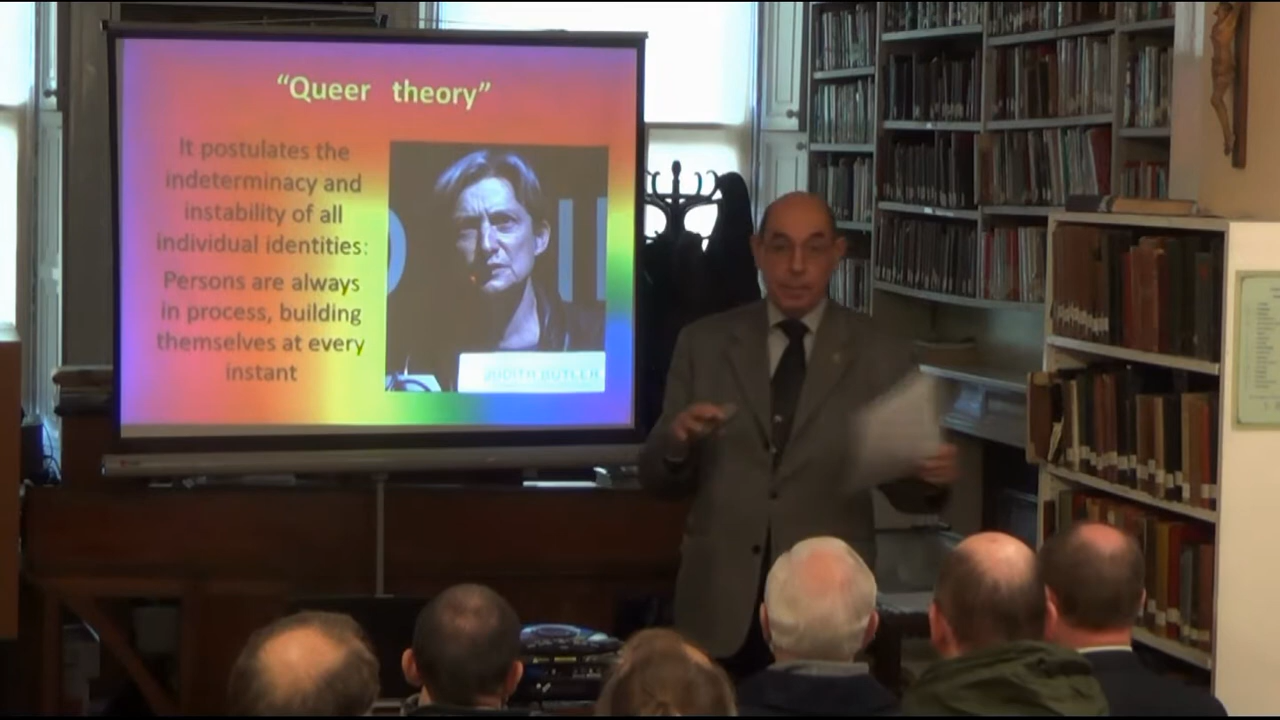 “Queer theory”
It postulates the
indeterminacy and
instability of all
individual identities:
Persons are always
in process, building
themselves at every
instant
JUDITH BUTLER